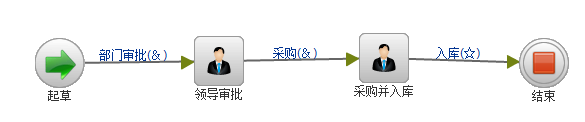 部门审批(&)
采购(&)
入库(☆)
起草
领导审批
采购并入库
结束